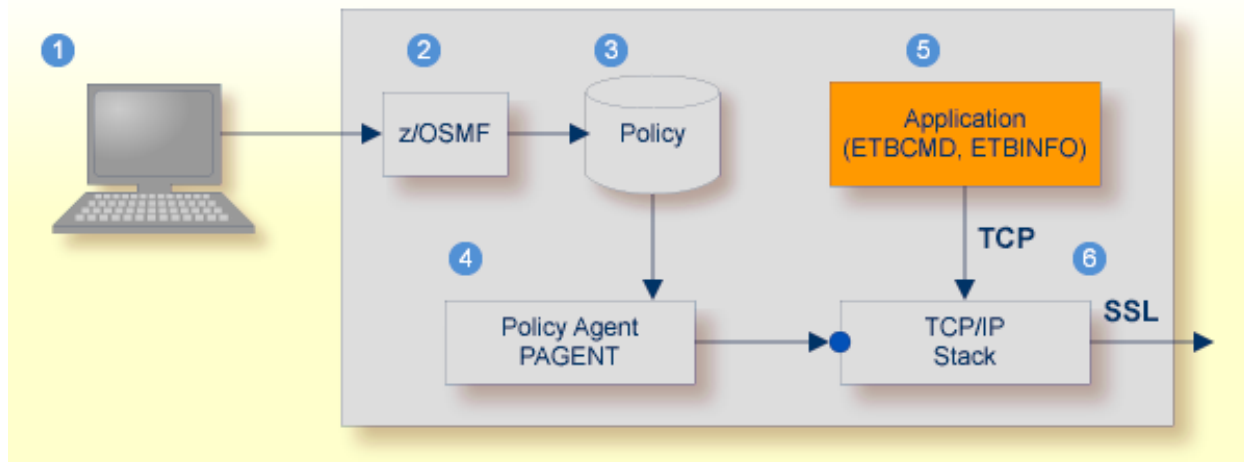 1
2
3
5
z/OSMF
Policy
Application
(ETBCMD, ETBINFO)
TCP
4
6
Policy Agent
PAGENT
TCP/IP
Stack
SSL